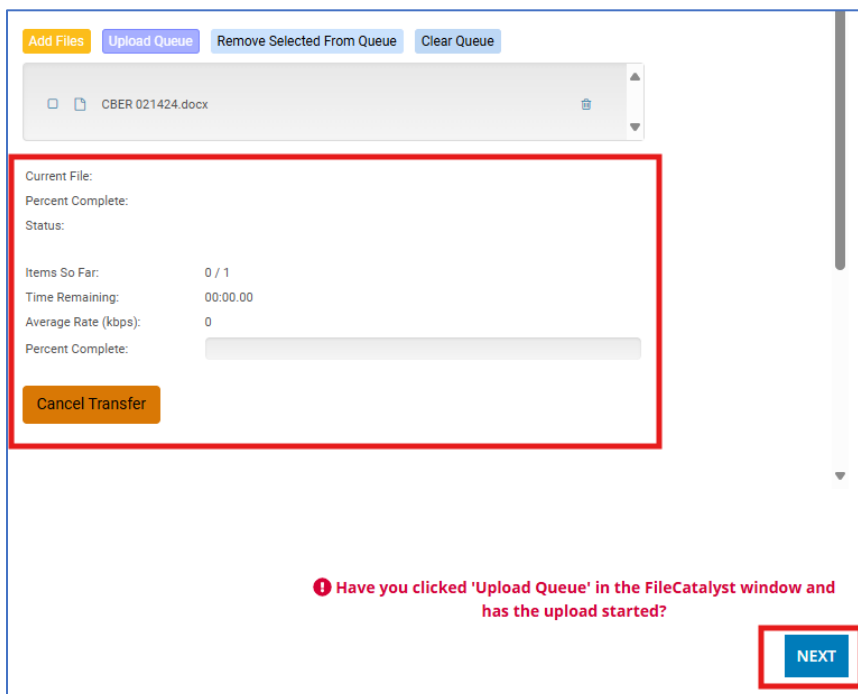 Add Files Upload Queue Remove Selected From Queue Clear Queue
CBER 021424.docx
Current File:
Percent Complete:
Status:
Items So Far: 0 / 1
Time Remaining: 00:00.00
Average Rate (kbps): 0
Percent Complete:
Cancel Transfer
Have you clicked 'Upload Queue' in the FileCatalyst window and
has the upload started?
NEXT